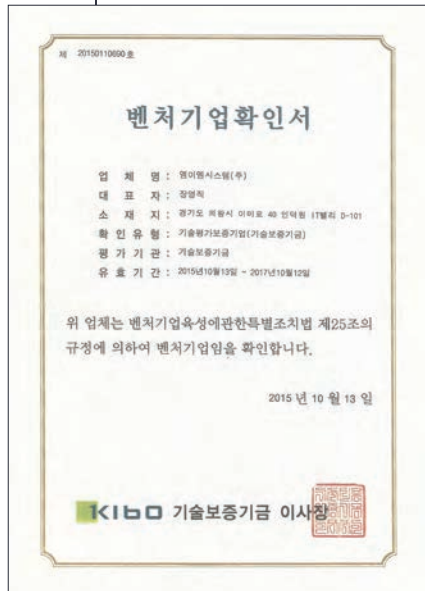 제 20150110690 호
벤처기업확인서
업 체 명 : 엠이엠시스템(주)
대 표 자 : 장영직
소 재 지 : 경기도 의왕시 이미로 40 인덕원 IT밸리 D-101
확 인 유 형 : 기술평가보증기업(기술보증기금)
평 가 기 관 : 기술보증기금
유 효 기 간 : 2015년10월13일 ~ 2017년10월12일
위 업체는 벤처기업육성에관한특별조치법 제25조의
규정에 의하여 벤처기업임을 확인합니다.
2015 년 10 월 13 일
KIBO 기술보증기금 이사장